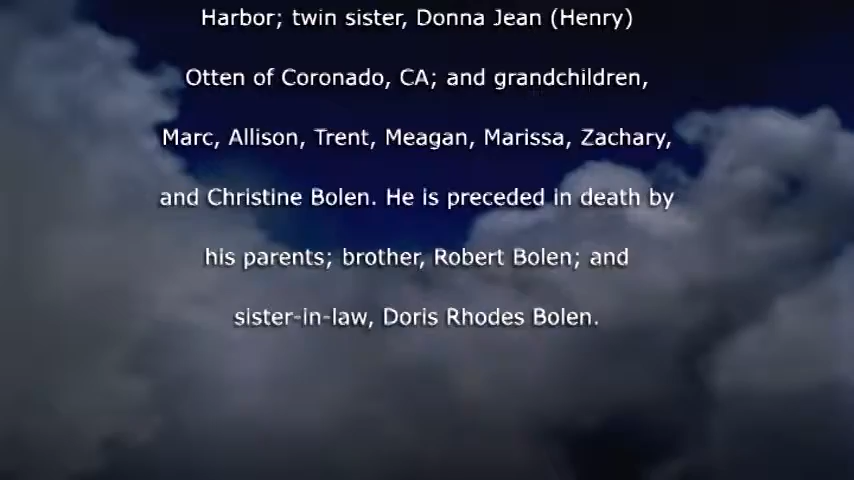 Harbor; twin sister, Donna Jean (Henry)
Otten of Coronado, CA; and grandchildren,
Marc, Allison, Trent, Meagan, Marissa, Zachary,
and Christine Bolen. He is preceded in death by
his parents; brother, Robert Bolen; and
sister-in-law, Doris Rhodes Bolen.